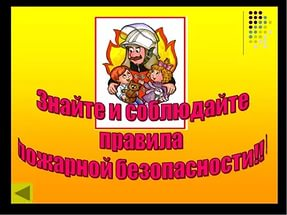 Знайте и соблюдайте
правила
пожарной безопасности!!!